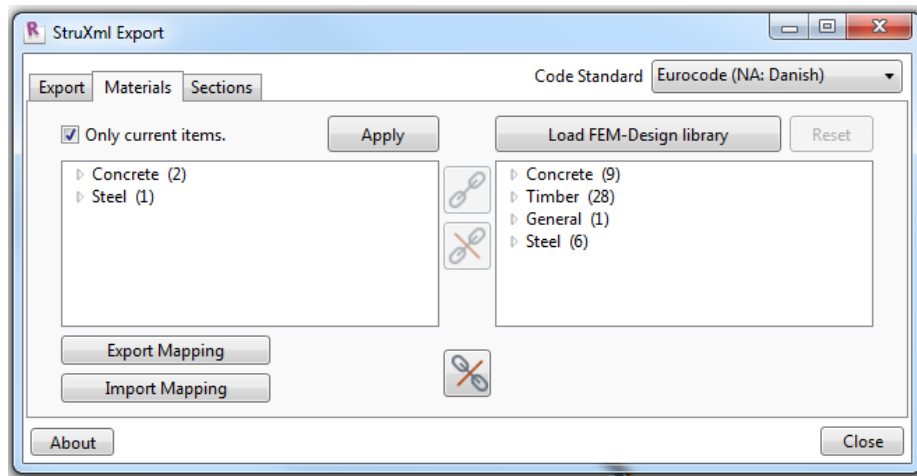 StruXml Export
Code Standard Eurocode (NA: Danish)
Export Materials Sections
Only current items. Apply Load FEM-Design library Reset
Concrete (2)
Steel (1)
Concrete (9)
Timber (28)
General (1)
Steel (6)
Export Mapping
Import Mapping
About Close